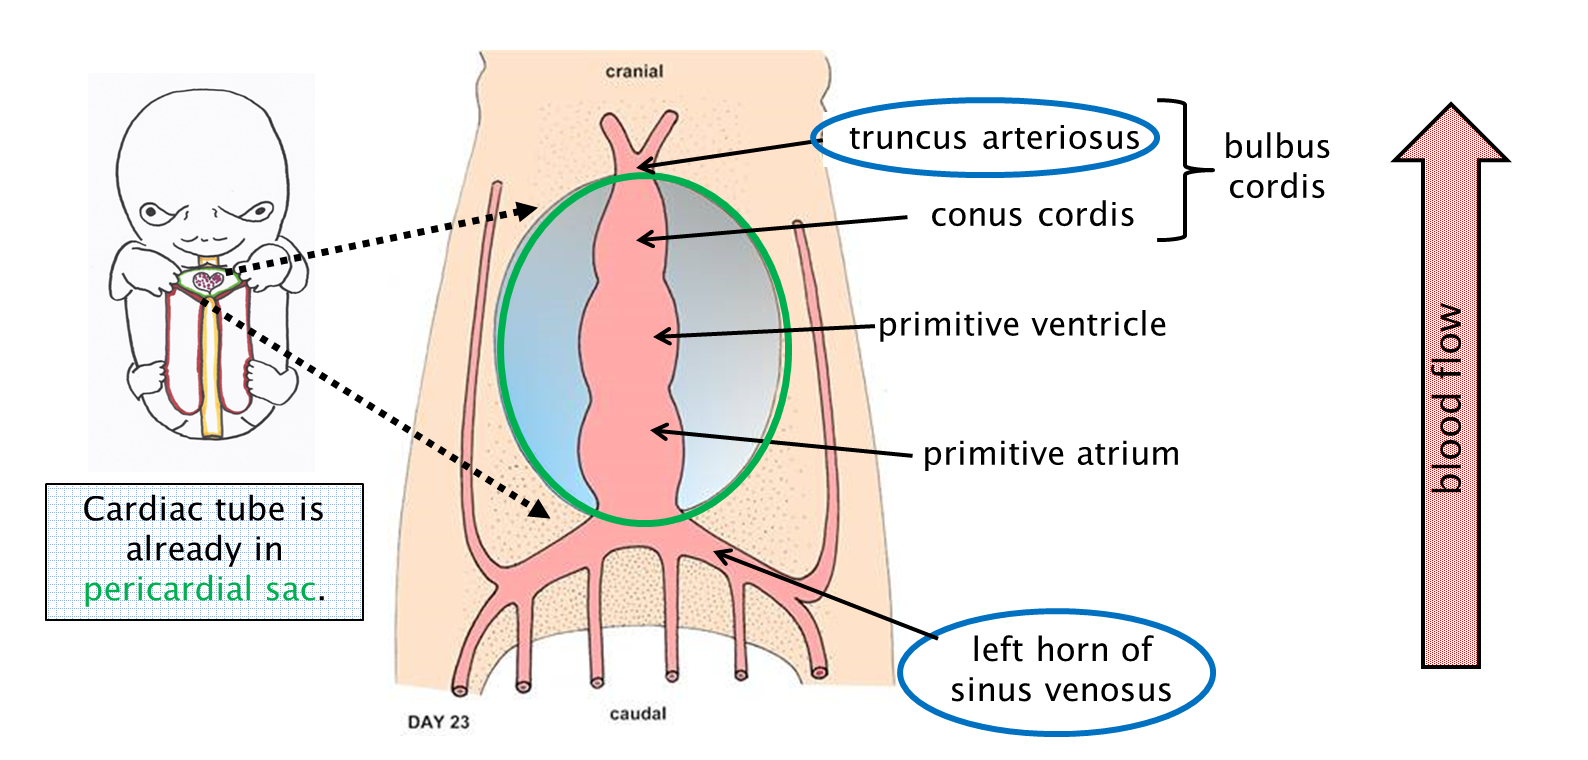 cranial
truncus arteriosus
bulbus
cordis
conus cordis
primitive ventricle
blood flow
primitive atrium
Cardiac tube is
already in
pericardial sac.
left horn of
sinus venosus
caudal
DAY 23